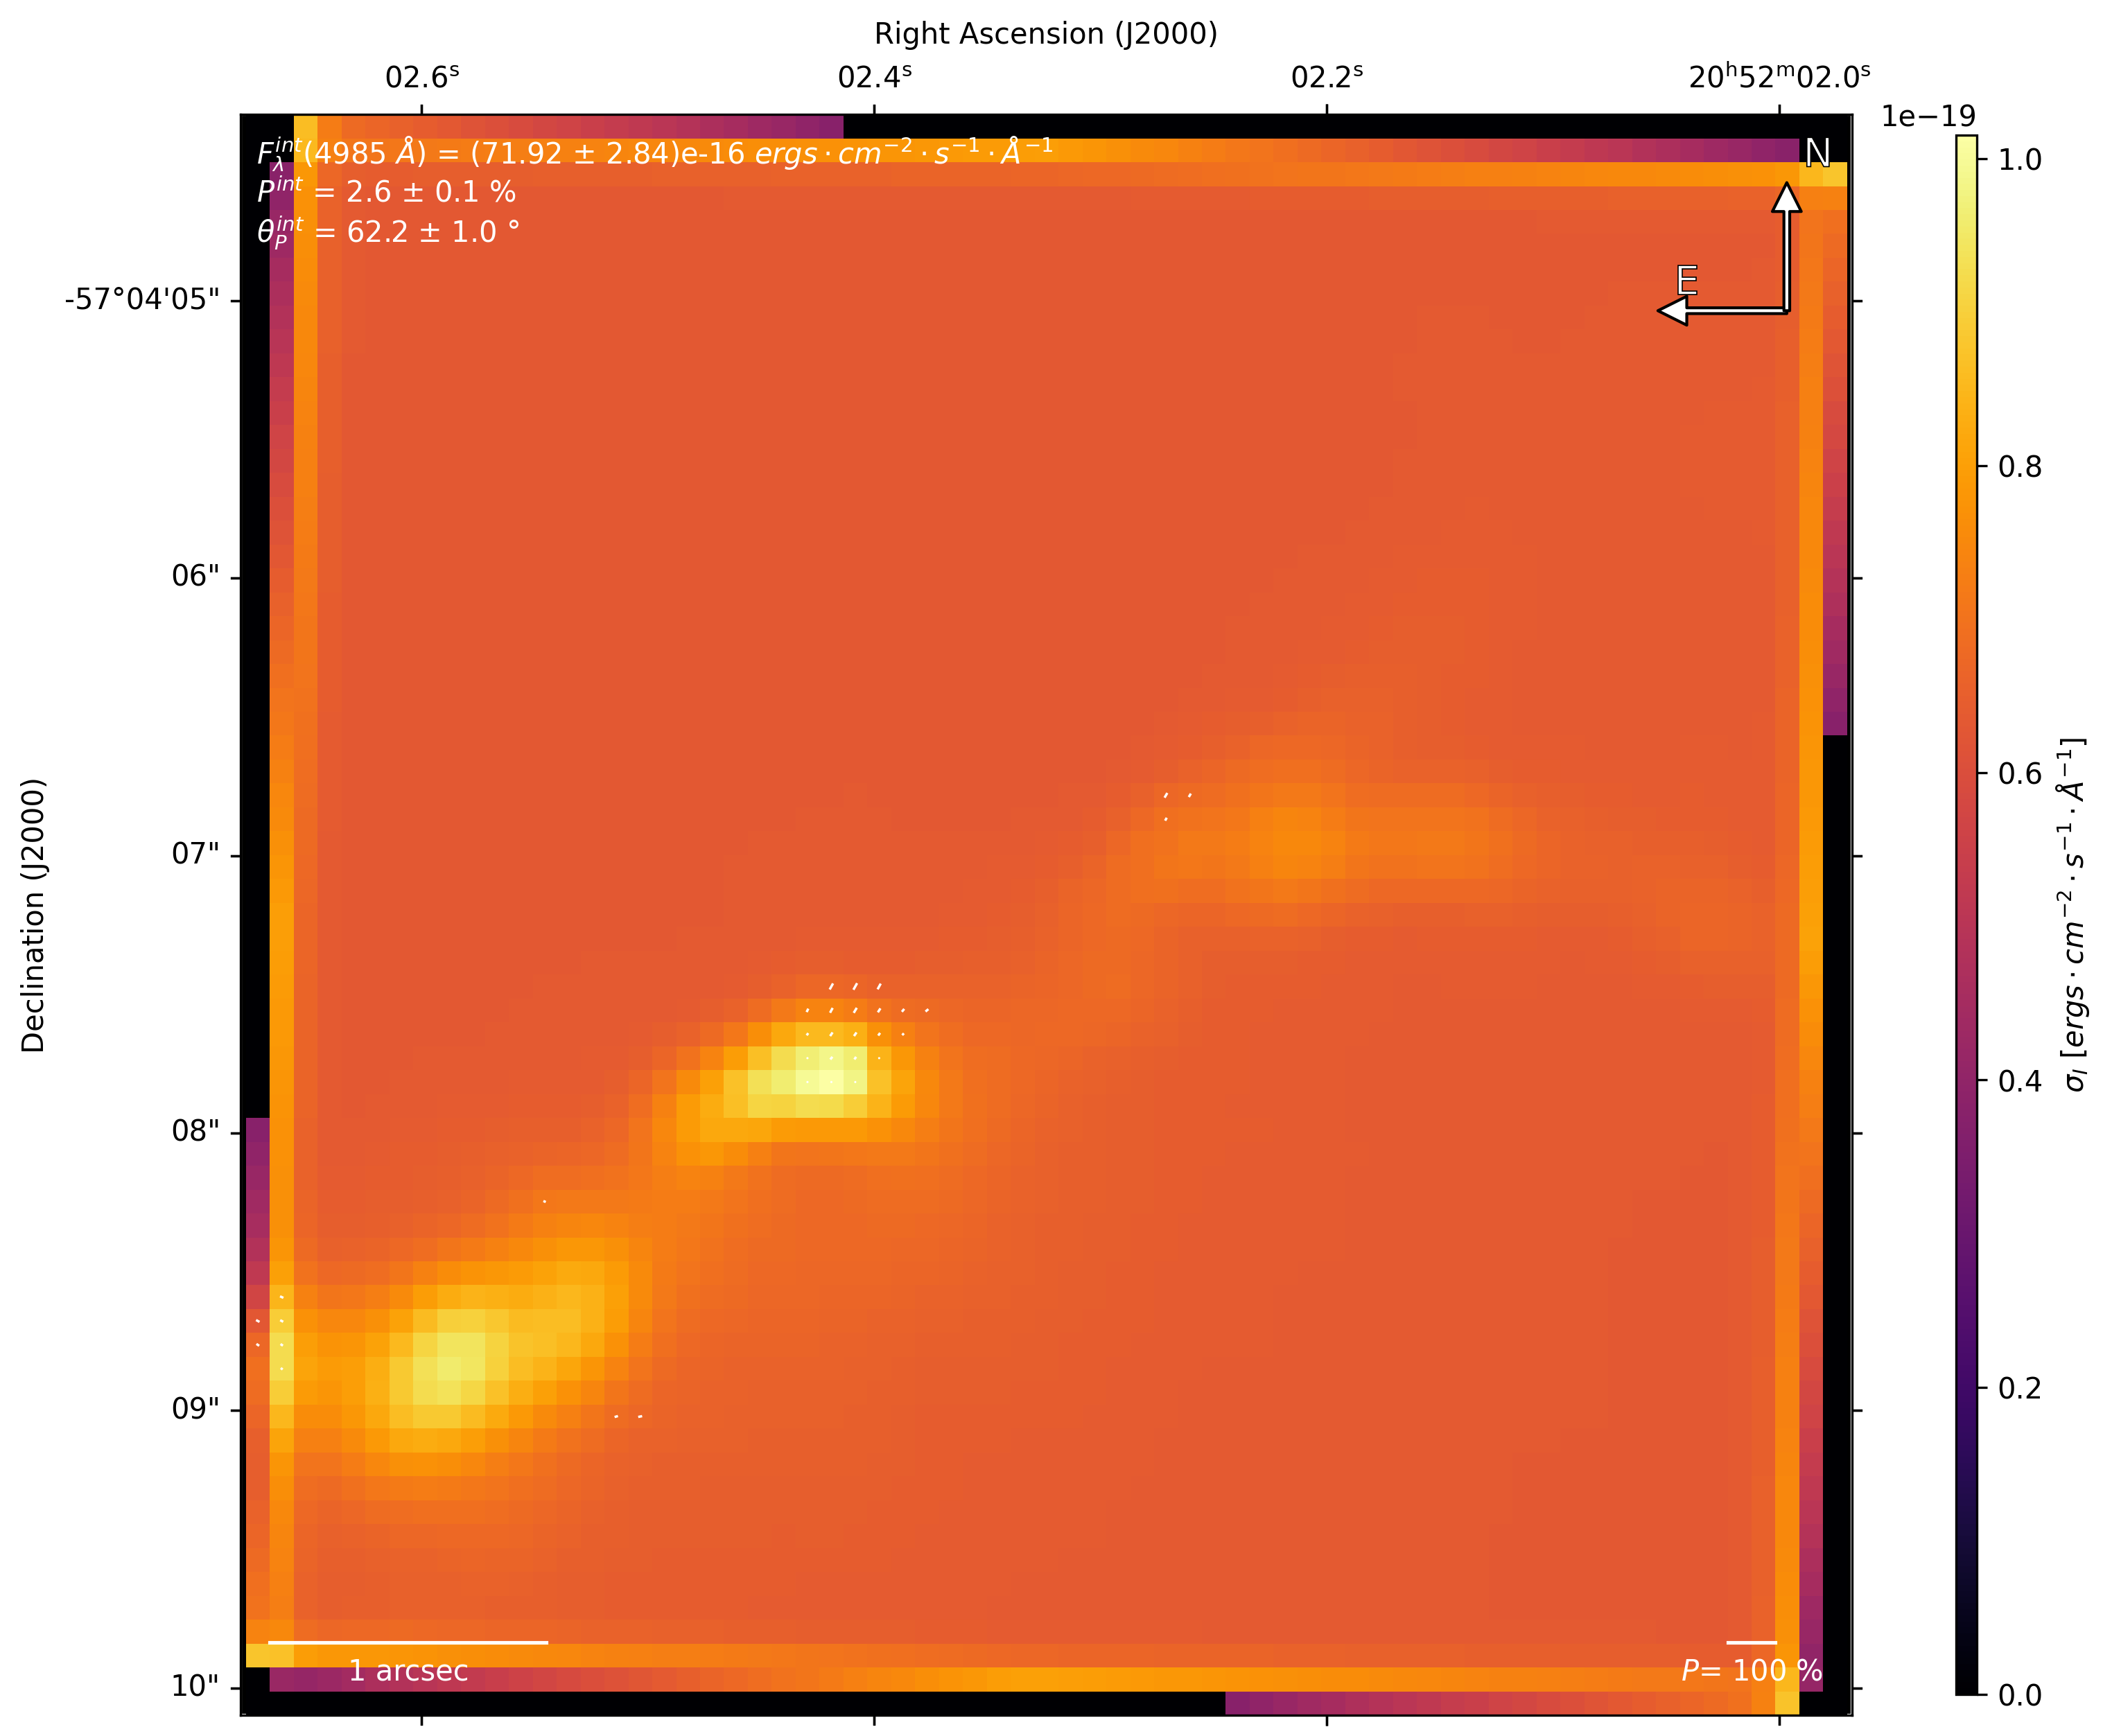 Right Ascension (J2000)
02.6ˢ 02.4ˢ 02.2ˢ 20ʰ52ᵐ02.0ˢ
1e−19
F_λ^int(4985 Å) = (71.92 ± 2.84)e-16 ergs · cm⁻² · s⁻¹ · Å⁻¹
P^int = 2.6 ± 0.1 %
θ_P^int = 62.2 ± 1.0 °
N
E
-57°04'05"
06"
07"
08"
09"
10"
Declination (J2000)
1 arcsec
P= 100 %
1.0
0.8
0.6
0.4
0.2
0.0
σ_I [ergs · cm⁻² · s⁻¹ · Å⁻¹]